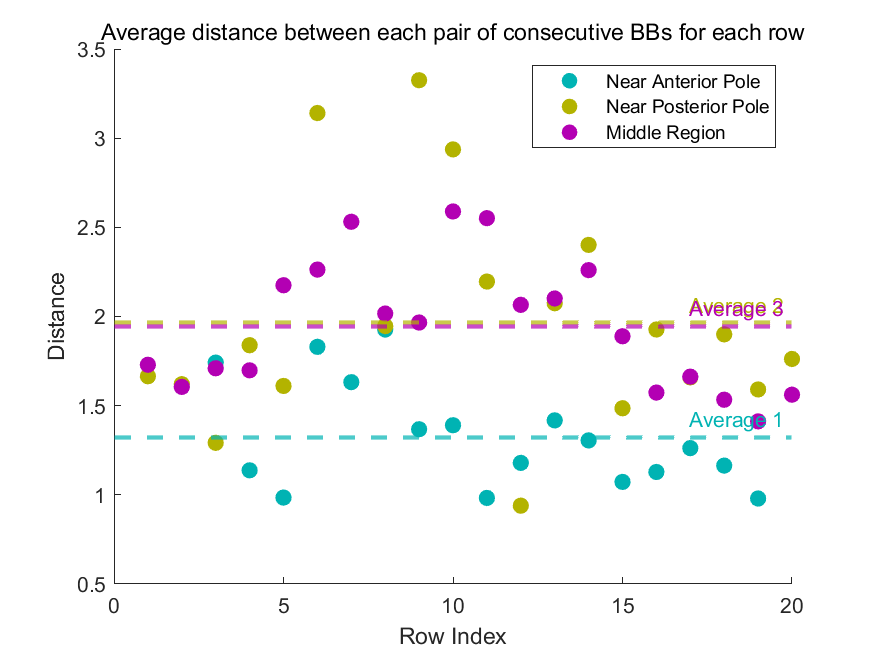 Average distance between each pair of consecutive BBs for each row
3.5
3
2.5
2
1.5
1
0.5
Distance
Near Anterior Pole
Near Posterior Pole
Middle Region
Average 2
Average 3
Average 1
0
5
10
15
20
Row Index